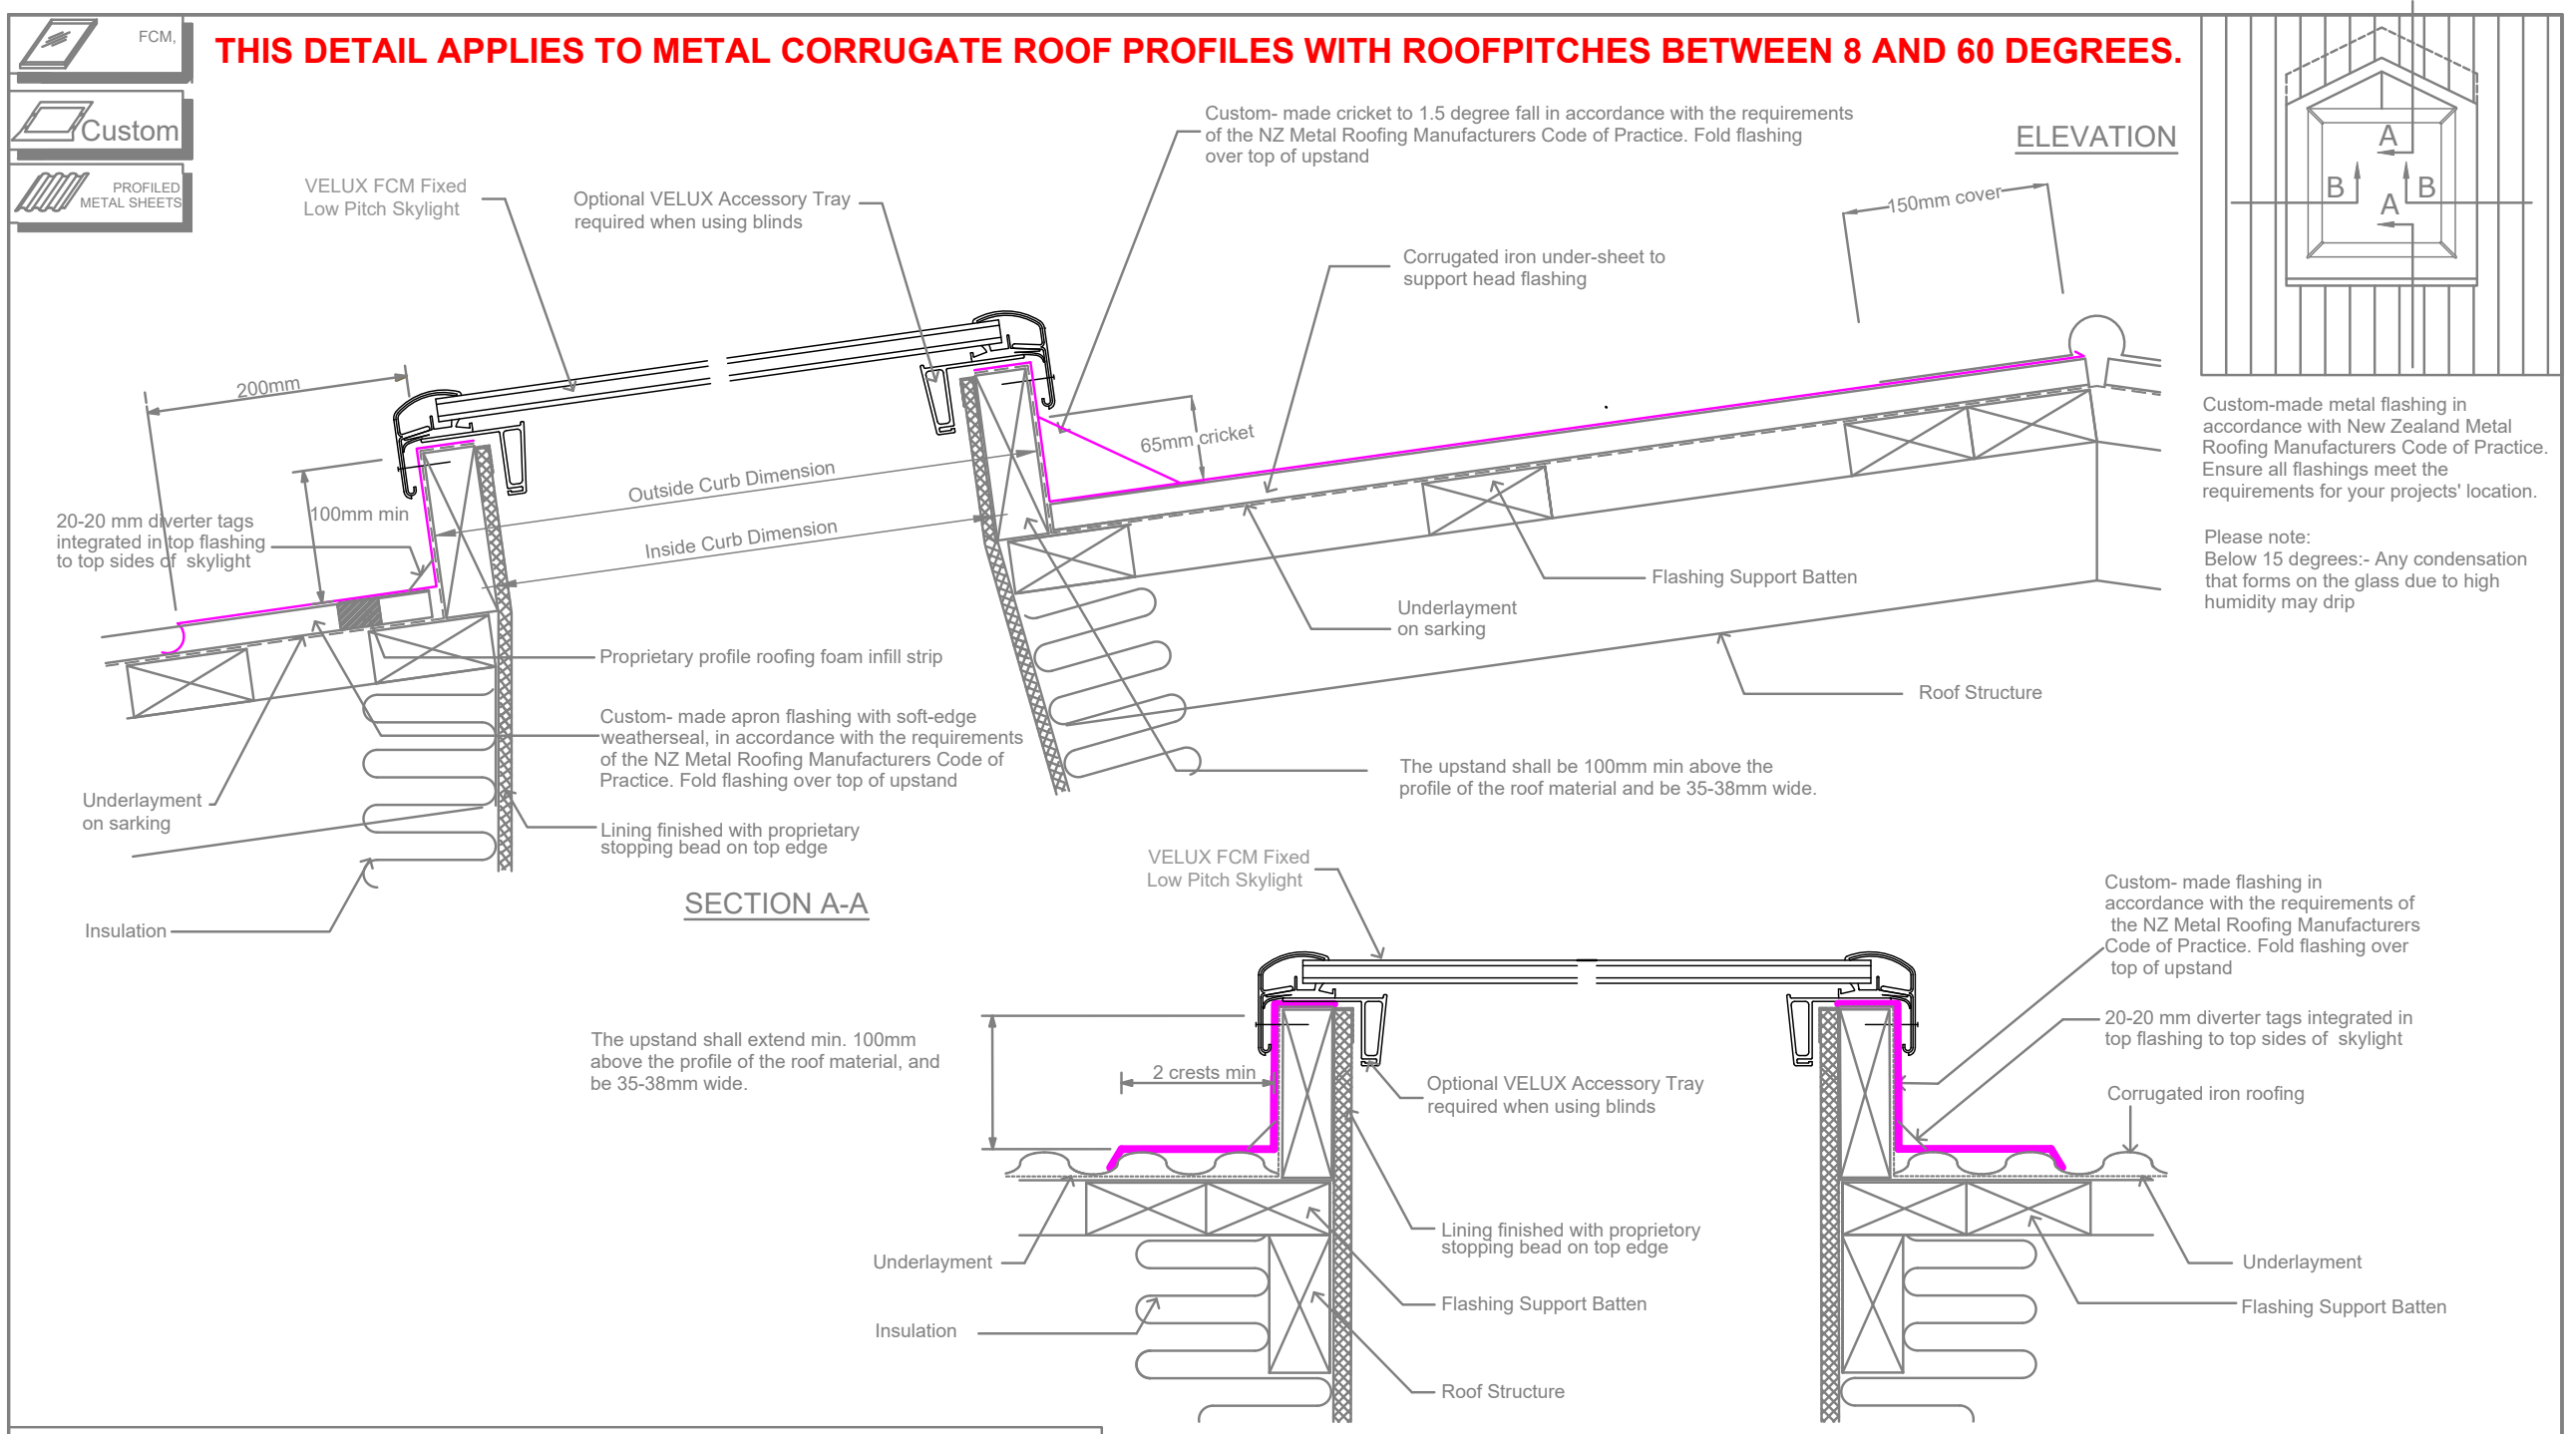 FCM,
THIS DETAIL APPLIES TO METAL CORRUGATE ROOF PROFILES WITH ROOFPITCHES BETWEEN 8 AND 60 DEGREES.
Custom
PROFILED
METAL SHEETS
VELUX FCM Fixed
Low Pitch Skylight
Optional VELUX Accessory Tray
required when using blinds
Custom- made cricket to 1.5 degree fall in accordance with the requirements
of the NZ Metal Roofing Manufacturers Code of Practice. Fold flashing
over top of upstand
ELEVATION
A
B
B
A
150mm cover
Corrugated iron under-sheet to
support head flashing
200mm
65mm cricket
Outside Curb Dimension
Inside Curb Dimension
100mm min
20-20 mm diverter tags
integrated in top flashing
to top sides of  skylight
Custom-made metal flashing in
accordance with New Zealand Metal
Roofing Manufacturers Code of Practice.
Ensure all flashings meet the
requirements for your projects' location.
Please note:
Below 15 degrees:- Any condensation
that forms on the glass due to high
humidity may drip
Flashing Support Batten
Underlayment
on sarking
Roof Structure
Proprietary profile roofing foam infill strip
Custom- made apron flashing with soft-edge
weatherseal, in accordance with the requirements
of the NZ Metal Roofing Manufacturers Code of
Practice. Fold flashing over top of upstand
The upstand shall be 100mm min above the
profile of the roof material and be 35-38mm wide.
Underlayment
on sarking
Lining finished with proprietary
stopping bead on top edge
Insulation
SECTION A-A
VELUX FCM Fixed
Low Pitch Skylight
Custom- made flashing in
accordance with the requirements of
the NZ Metal Roofing Manufacturers
Code of Practice. Fold flashing over
top of upstand
20-20 mm diverter tags integrated in
top flashing to top sides of  skylight
The upstand shall extend min. 100mm
above the profile of the roof material, and
be 35-38mm wide.
2 crests min
Optional VELUX Accessory Tray
required when using blinds
Corrugated iron roofing
Lining finished with proprietory
stopping bead on top edge
Underlayment
Underlayment
Flashing Support Batten
Flashing Support Batten
Insulation
Roof Structure